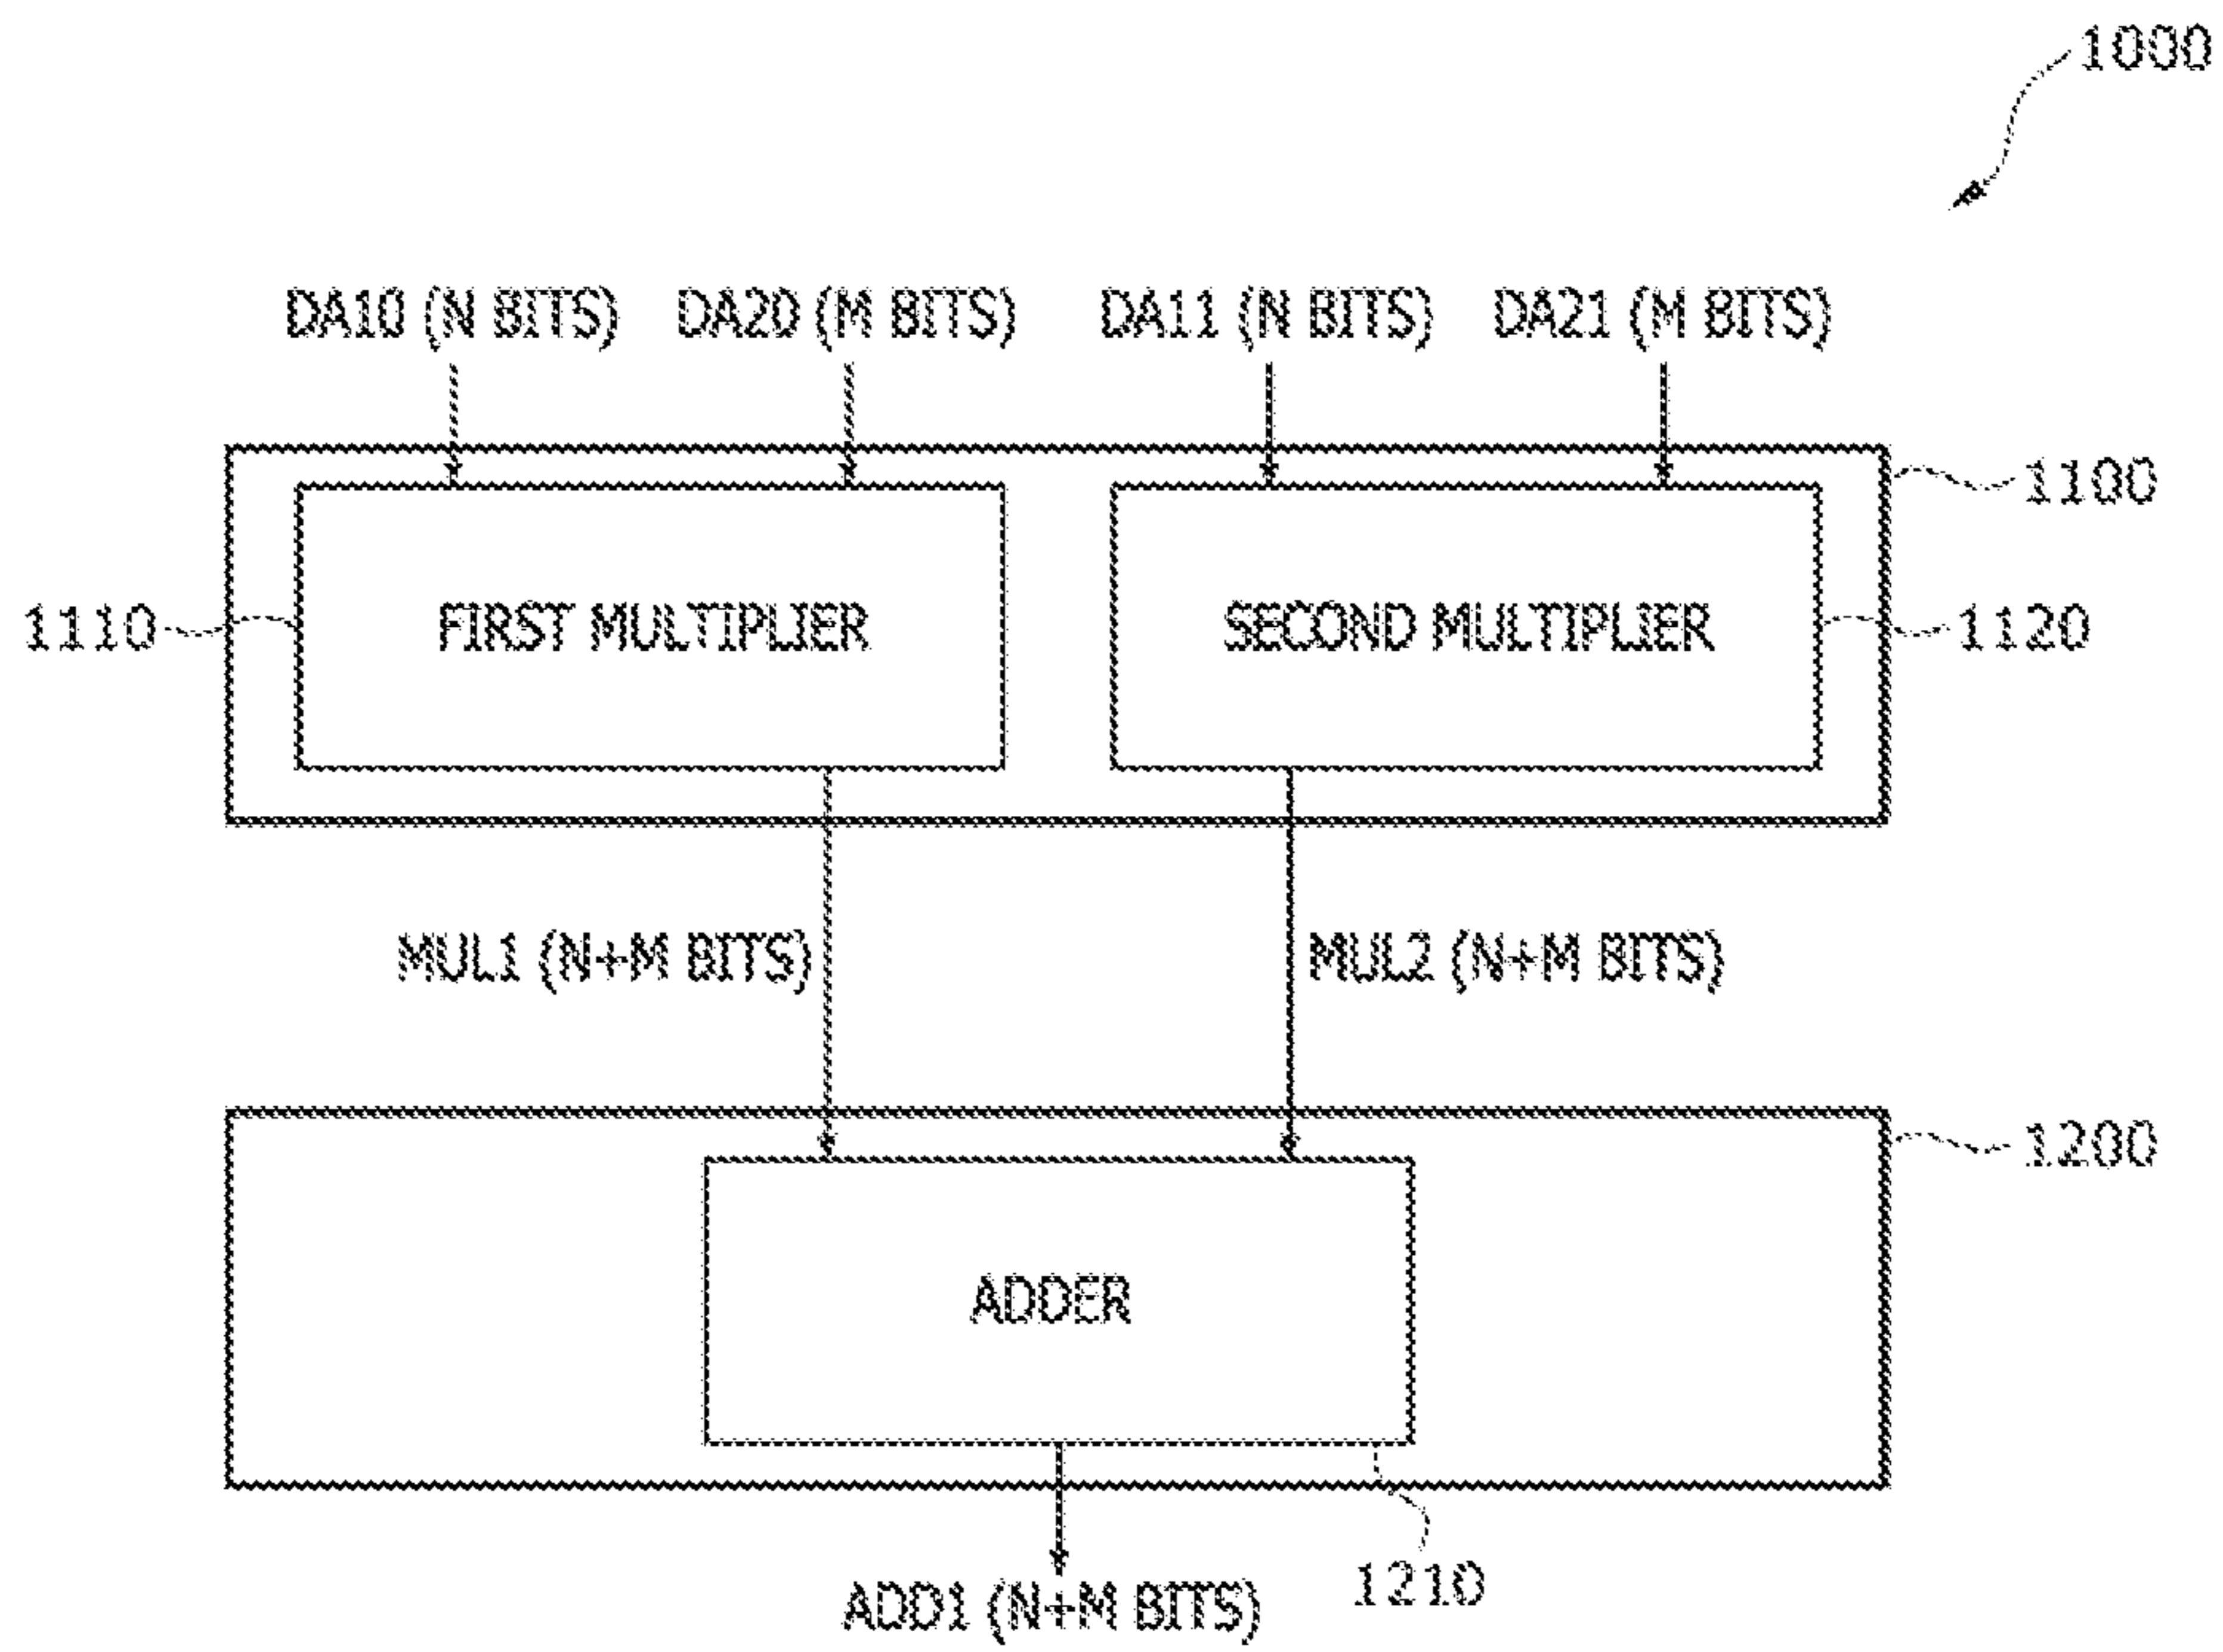 1000
DA10 (N BITS) DA20 (M BITS) DA11 (N BITS) DA21 (M BITS)
1100
1110 FIRST MULTIPLIER SECOND MULTIPLIER 1120
MUL1 (N+M BITS) MUL2 (N+M BITS)
1200
ADDER
1210
ADD1 (N+M BITS)